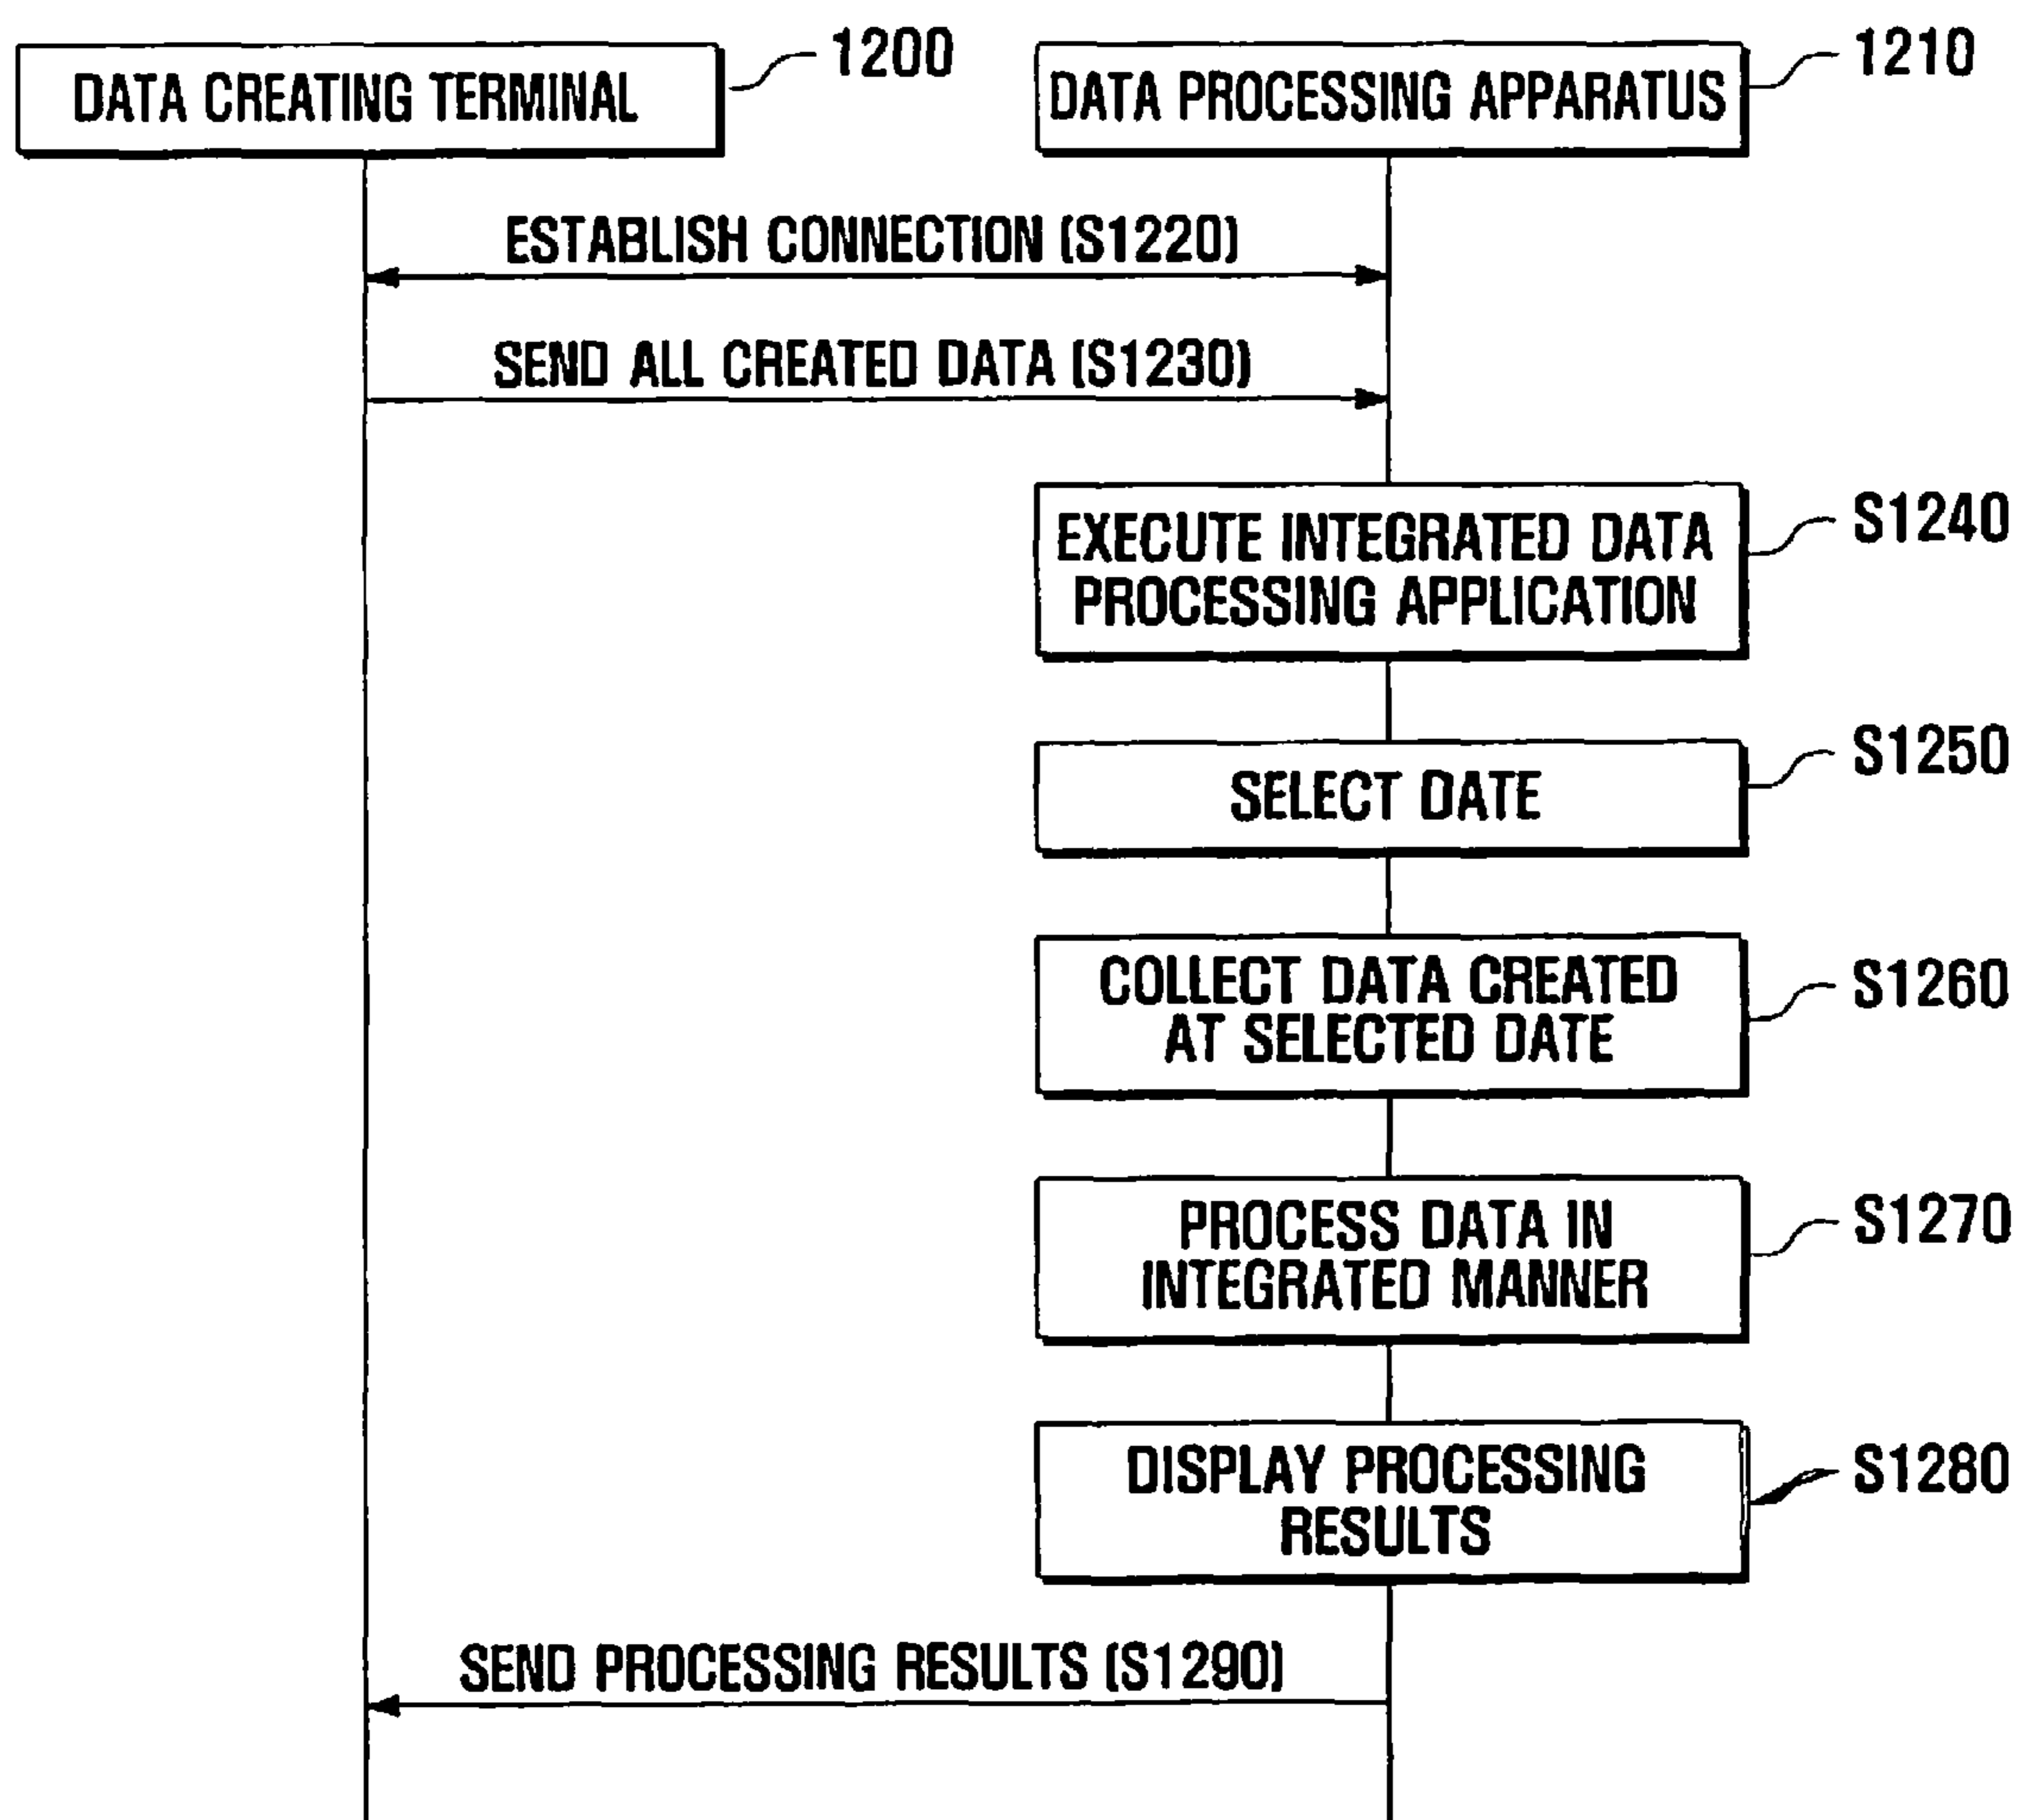 DATA CREATING TERMINAL
1200
DATA PROCESSING APPARATUS
1210
ESTABLISH CONNECTION (S1220)
SEND ALL CREATED DATA (S1230)
EXECUTE INTEGRATED DATA
PROCESSING APPLICATION
S1240
SELECT DATE
S1250
COLLECT DATA CREATED
AT SELECTED DATE
S1260
PROCESS DATA IN
INTEGRATED MANNER
S1270
DISPLAY PROCESSING
RESULTS
S1280
SEND PROCESSING RESULTS (S1290)